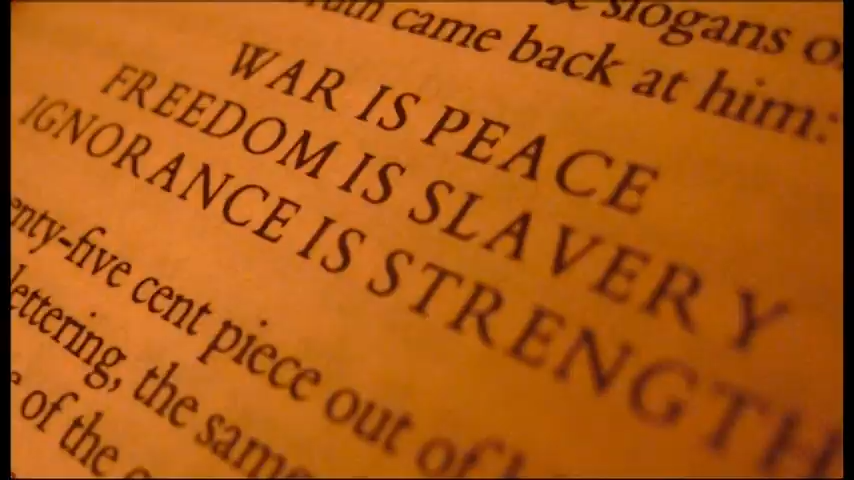 slogans
came back at him:
WAR IS PEACE
FREEDOM IS SLAVERY
IGNORANCE IS STRENGTH
enty-five cent piece out of
lettering, the same
of the